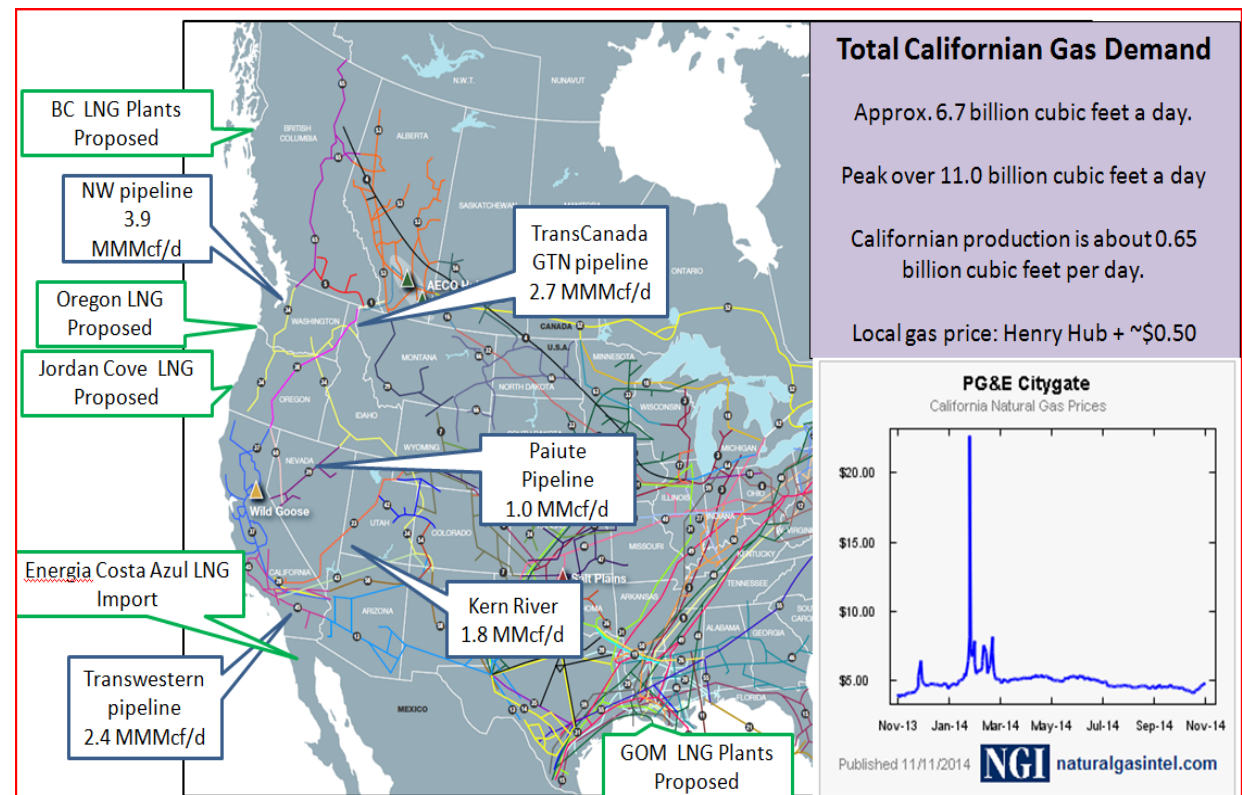 BC LNG Plants
Proposed
NW pipeline
3.9
MMMcf/d
Oregon LNG
Proposed
Jordan Cove LNG
Proposed
Energia Costa Azul LNG
Import
Transwestern
pipeline
2.4 MMMcf/d
TransCanada
GTN pipeline
2.7 MMMcf/d
Paiute
Pipeline
1.0 MMcf/d
Kern River
1.8 MMcf/d
GOM LNG Plants
Proposed
N.W.T.
NUNAVUT
BRITISH
COLUMBIA
ALBERTA
SASKATCHEWAN
ONTARIO
AECO
CANADA
U.S.A.
WASHINGTON
MONTANA
NORTH DAKOTA
MINNESOTA
OREGON
IDAHO
WYOMING
WISCONSIN
MICHIGAN
NEVADA
UTAH
COLORADO
ILLINOIS
INDIANA
OHIO
MISSOURI
KENTUCKY
TENNESSEE
Wild Goose
CALIFORNIA
ARIZONA
Salt Plains
ARKANSAS
ALABAMA
GEORGIA
FLORIDA
MEXICO
Total Californian Gas Demand
Approx. 6.7 billion cubic feet a day.
Peak over 11.0 billion cubic feet a day
Californian production is about 0.65
billion cubic feet per day.
Local gas price: Henry Hub + ~$0.50
PG&E Citygate
California Natural Gas Prices
$20.00
$15.00
$10.00
$5.00
Nov-13 Jan-14 Mar-14 May-14 Jul-14 Sep-14 Nov-14
Published 11/11/2014 NGI naturalgasintel.com